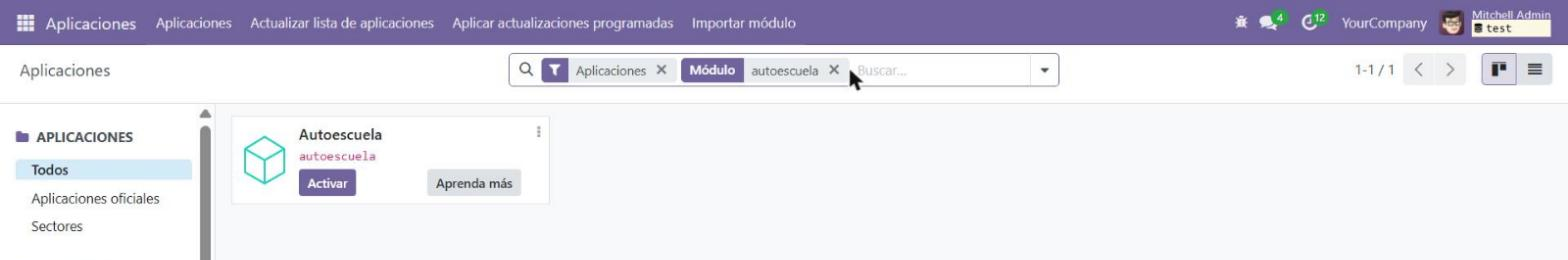 Aplicaciones Aplicaciones Actualizar lista de aplicaciones Aplicar actualizaciones programadas Importar módulo 4 12 YourCompany Mitchell Admin
test
Aplicaciones Aplicaciones Módulo autoescuela Buscar... 1-1 / 1
APLICACIONES
Todos
Aplicaciones oficiales
Sectores
Autoescuela
autoescuela
Activar Aprenda más